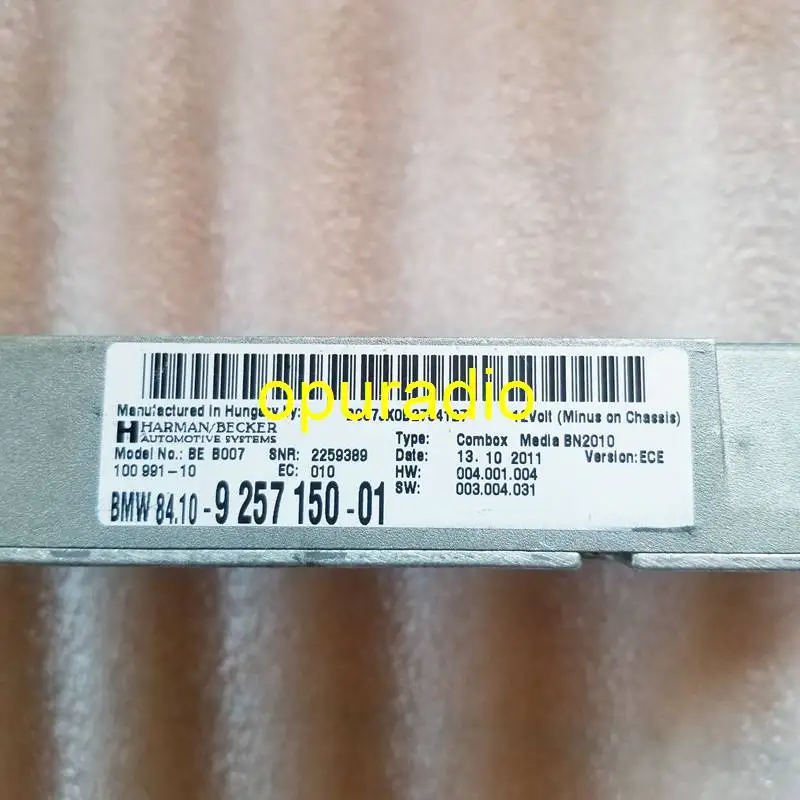 opuradio
Manufactured in Hungary by: Volt (Minus on Chassis)
HARMAN/BECKER
AUTOMOTIVE SYSTEMS
Type: Combox Media BN2010
Model No.: BE B007 SNR: 2259389 Date: 13. 10 2011 Version:ECE
100 991-10 EC: 010 HW: 004.001.004
BMW 84.10-9 257 150-01 SW: 003.004.031